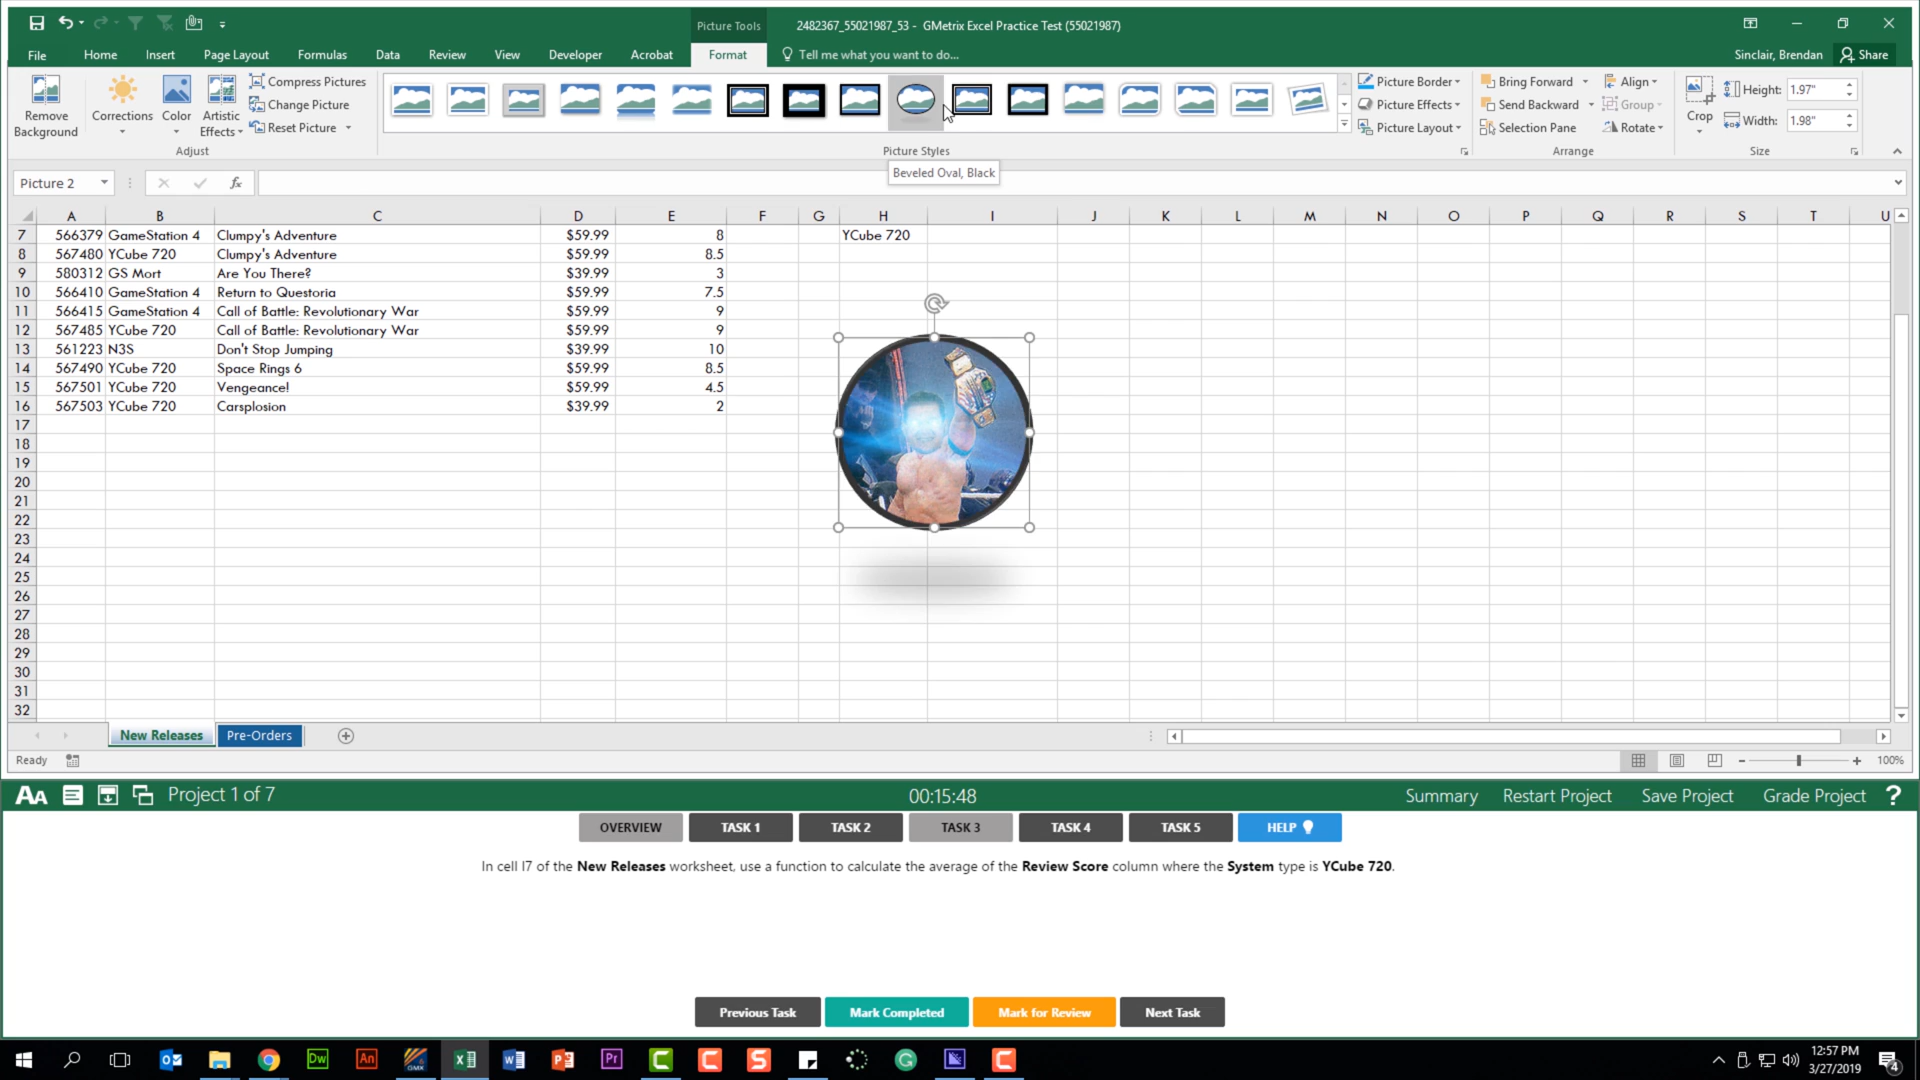 Picture Tools
2482367_55021987_53 - GMetrix Excel Practice Test (55021987)
File Home Insert Page Layout Formulas Data Review View Developer Acrobat Format Tell me what you want to do... Sinclair, Brendan Share
Remove Background
Corrections
Color
Artistic Effects
Compress Pictures
Change Picture
Reset Picture
Adjust
Picture Styles
Picture Border
Picture Effects
Picture Layout
Bring Forward
Send Backward
Selection Pane
Align
Group
Rotate
Arrange
Crop
Height: 1.97"
Width: 1.98"
Size
Beveled Oval, Black
Picture 2
fx
A B C D E F G H I J K L M N O P Q R S T U
7 566379 GameStation 4 Clumpy's Adventure $59.99 8 YCube 720
8 567480 YCube 720 Clumpy's Adventure $59.99 8.5
9 580312 GS Mort Are You There? $39.99 3
10 566410 GameStation 4 Return to Questoria $59.99 7.5
11 566415 GameStation 4 Call of Battle: Revolutionary War $59.99 9
12 567485 YCube 720 Call of Battle: Revolutionary War $59.99 9
13 561223 N3S Don't Stop Jumping $39.99 10
14 567490 YCube 720 Space Rings 6 $59.99 8.5
15 567501 YCube 720 Vengeance! $59.99 4.5
16 567503 YCube 720 Carsplosion $39.99 2
17
18
19
20
21
22
23
24
25
26
27
28
29
30
31
32
New Releases Pre-Orders
Ready 100%
AA Project 1 of 7 00:15:48 Summary Restart Project Save Project Grade Project ?
OVERVIEW TASK 1 TASK 2 TASK 3 TASK 4 TASK 5 HELP
In cell I7 of the New Releases worksheet, use a function to calculate the average of the Review Score column where the System type is YCube 720.
Previous Task Mark Completed Mark for Review Next Task
Dw An GMX Pr
12:57 PM
3/27/2019
4